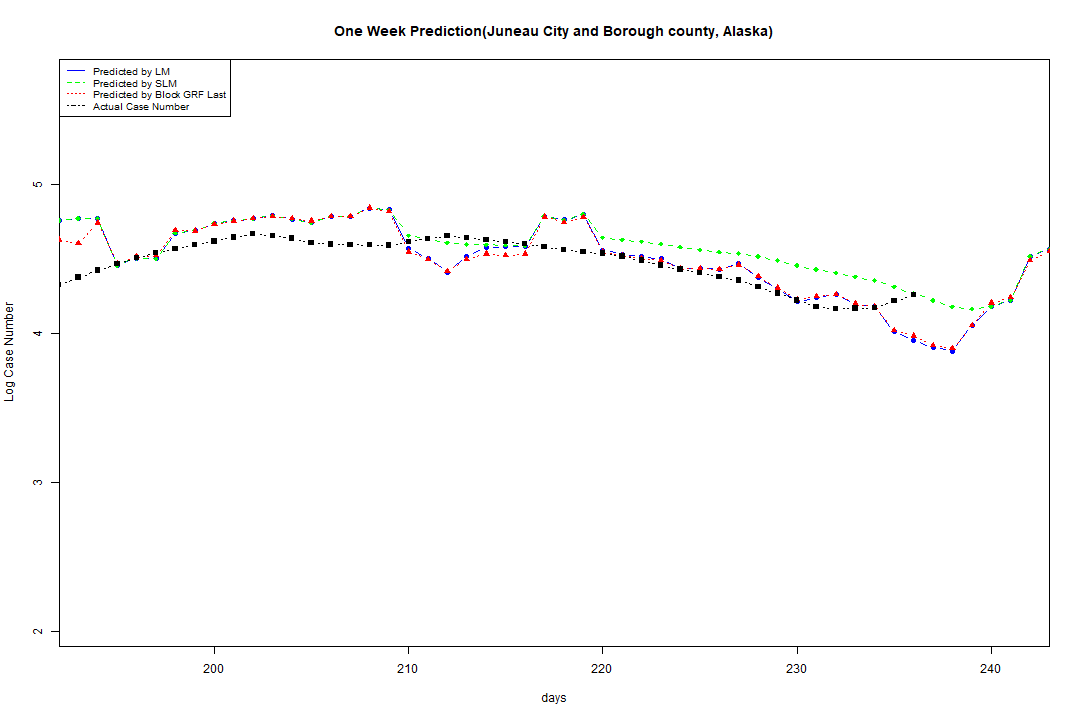 One Week Prediction(Juneau City and Borough county, Alaska)
Predicted by LM
Predicted by SLM
Predicted by Block GRF Last
Actual Case Number
Log Case Number
5
4
3
2
200 210 220 230 240
days